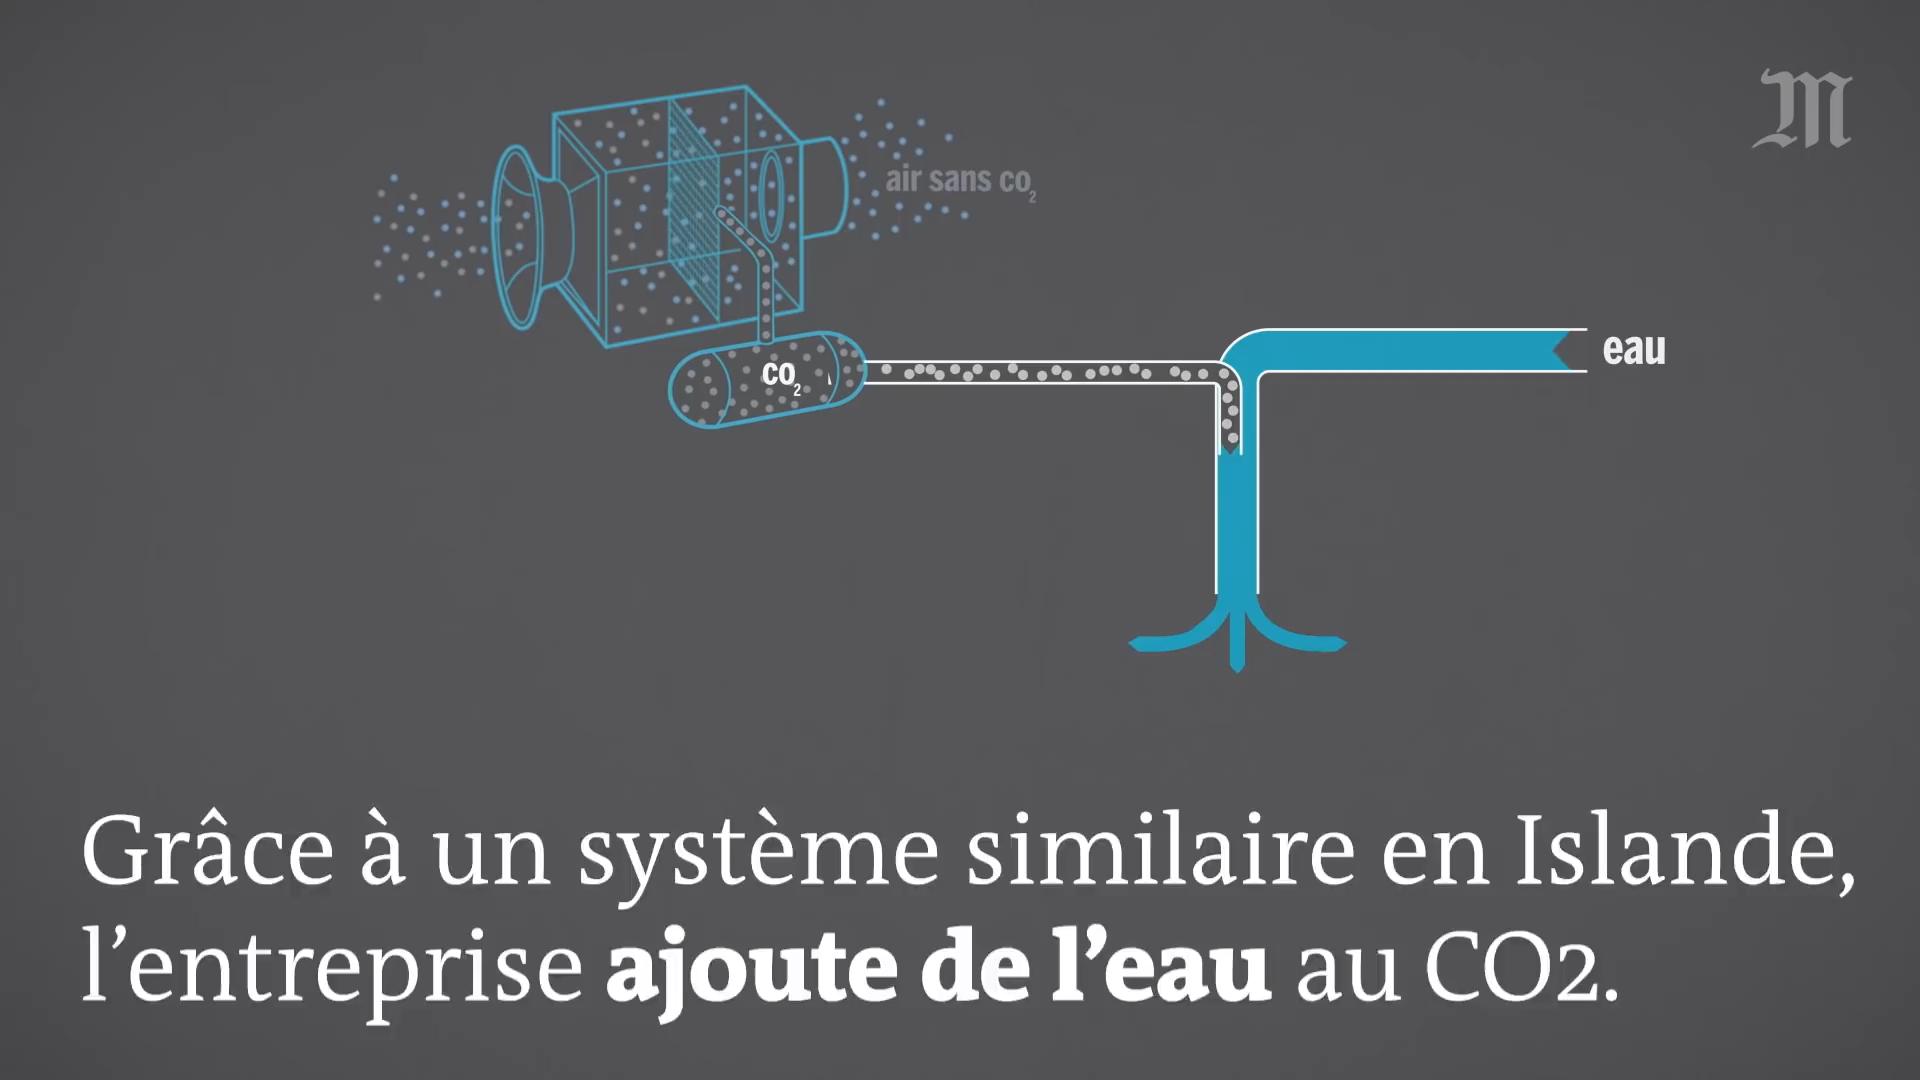 air sans co₂
co₂
eau
Grâce à un système similaire en Islande,
l’entreprise ajoute de l’eau au CO2.
M